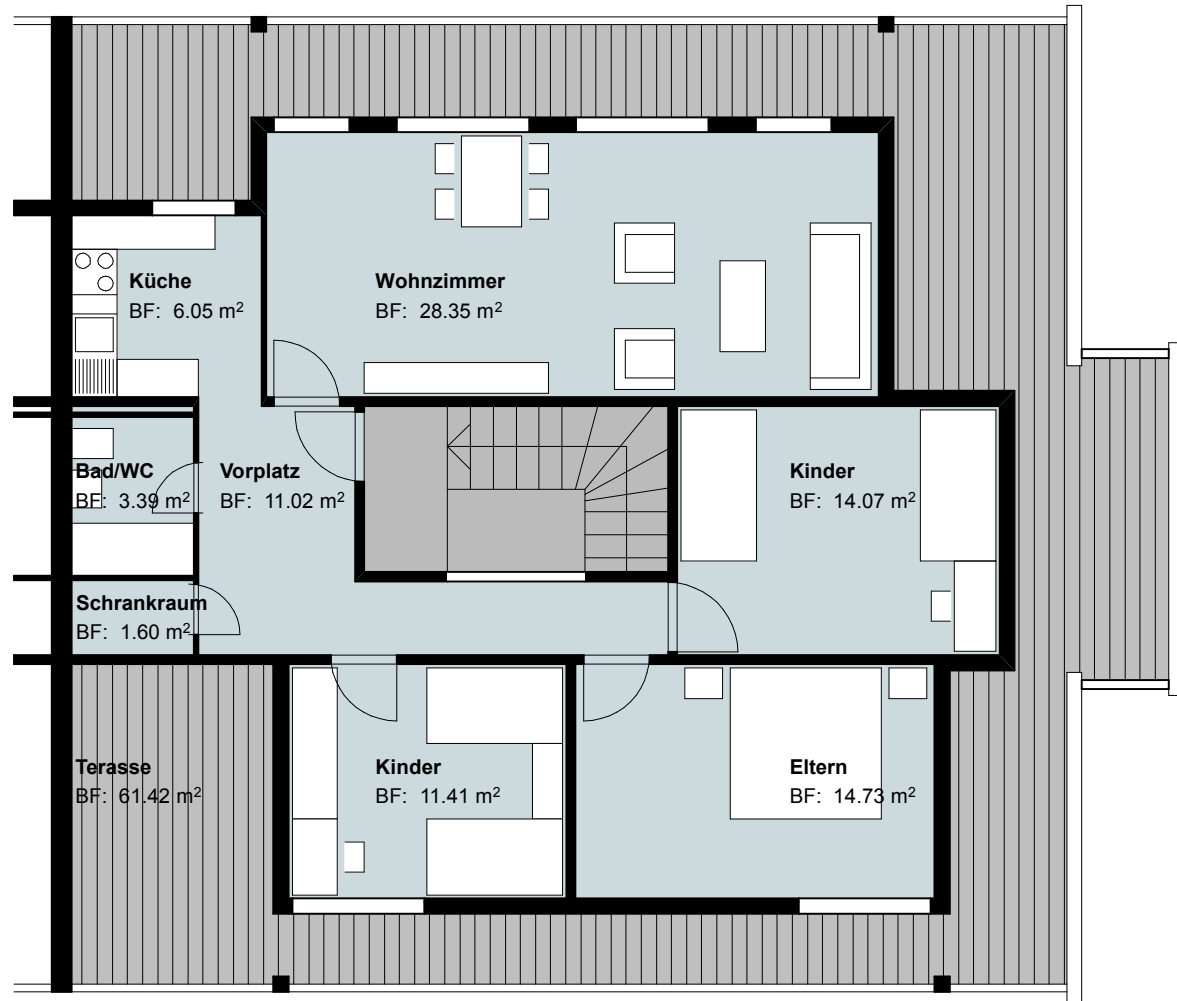 Küche
BF: 6.05 m²
Wohnzimmer
BF: 28.35 m²
Bad/WC
BF: 3.39 m²
Vorplatz
BF: 11.02 m²
Kinder
BF: 14.07 m²
Schrankraum
BF: 1.60 m²
Terasse
BF: 61.42 m²
Kinder
BF: 11.41 m²
Eltern
BF: 14.73 m²